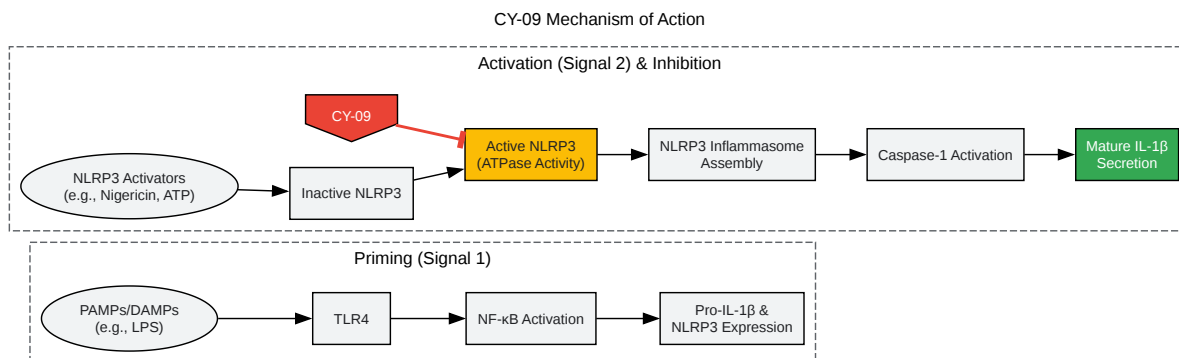 CY-09 Mechanism of Action
Activation (Signal 2) & Inhibition
CY-09
Active NLRP3
(ATPase Activity)
NLRP3 Inflammasome
Assembly
Caspase-1 Activation
Mature IL-1β
Secretion
NLRP3 Activators
(e.g., Nigericin, ATP)
Inactive NLRP3
Priming (Signal 1)
PAMPs/DAMPs
(e.g., LPS)
TLR4
NF-κB Activation
Pro-IL-1β &
NLRP3 Expression